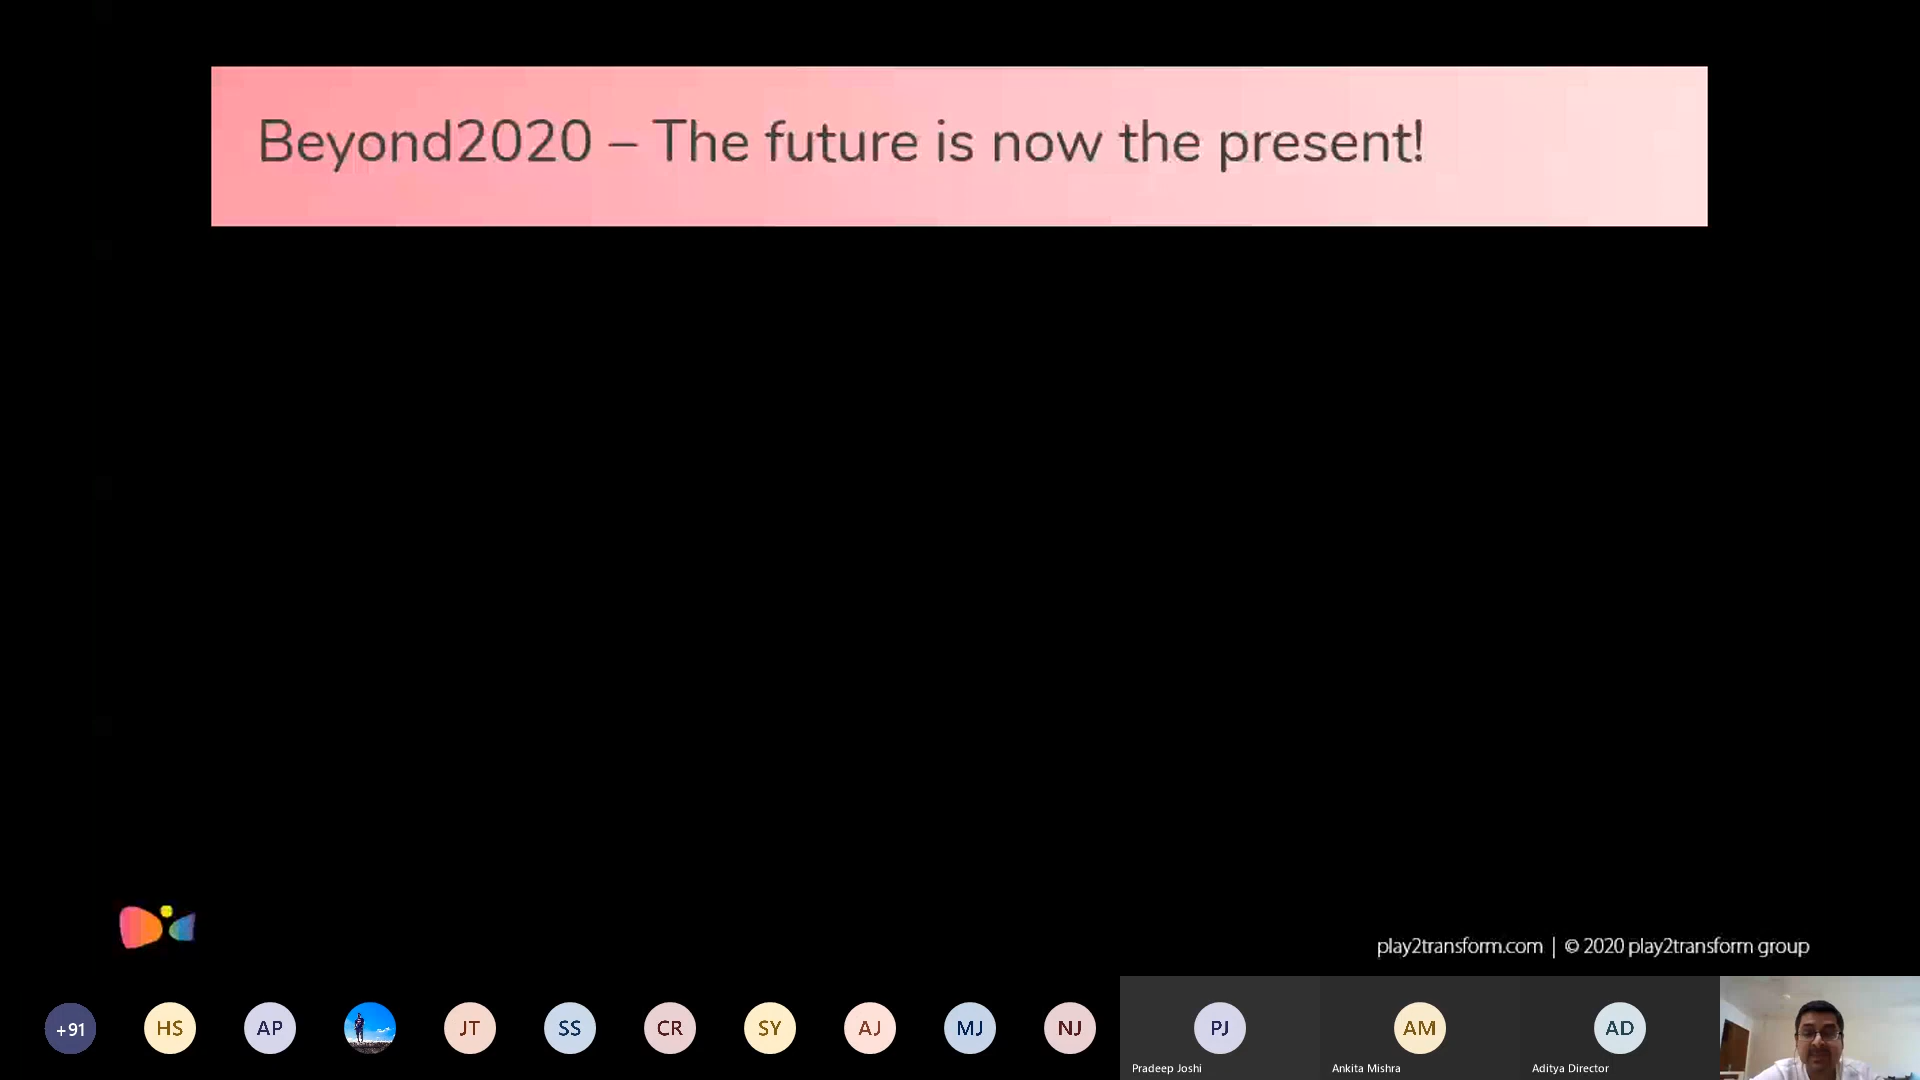 Beyond2020 – The future is now the present!
play2transform.com | © 2020 play2transform group
+91
HS
AP
JT
SS
CR
SY
AJ
MJ
NJ
PJ
AM
AD
Pradeep Joshi
Ankita Mishra
Aditya Director